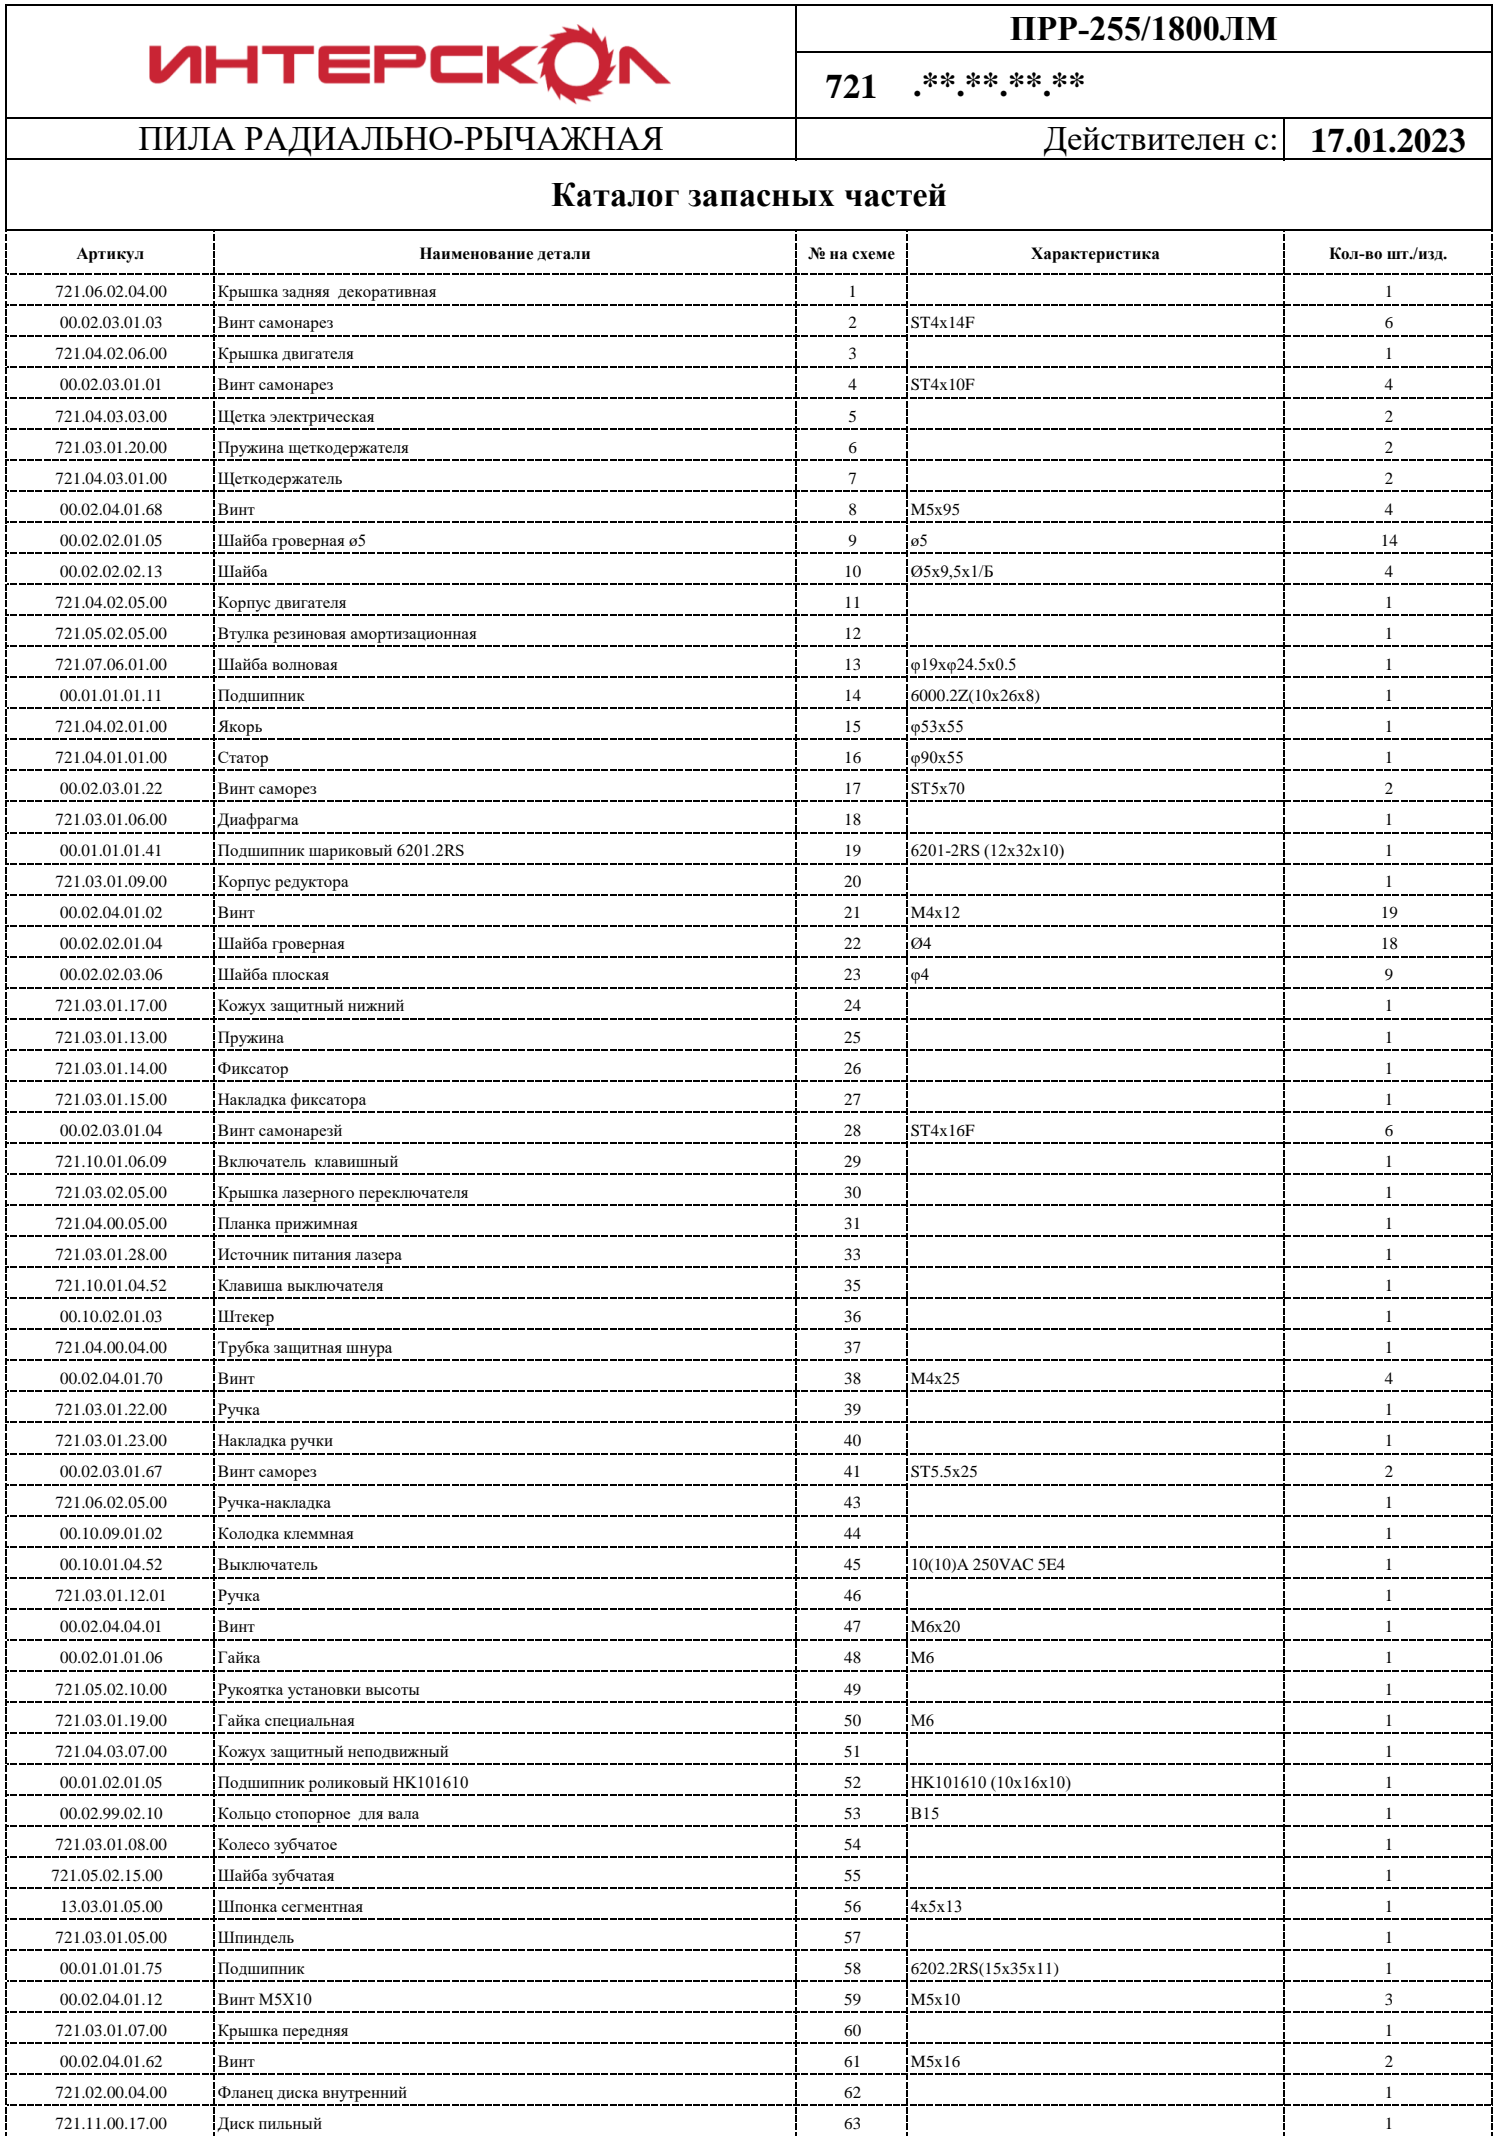 ИНТЕРСКОЛ
ПРР-255/1800ЛМ
721 .**.**.**.**
ПИЛА РАДИАЛЬНО-РЫЧАЖНАЯ Действителен с: 17.01.2023
Каталог запасных частей
Артикул Наименование детали № на схеме Характеристика Кол-во шт./изд.
721.06.02.04.00 Крышка задняя декоративная 1 1
00.02.03.01.03 Винт самонарез 2 ST4x14F 6
721.04.02.06.00 Крышка двигателя 3 1
00.02.03.01.01 Винт самонарез 4 ST4x10F 4
721.04.03.03.00 Щетка электрическая 5 2
721.03.01.20.00 Пружина щеткодержателя 6 2
721.04.03.01.00 Щеткодержатель 7 2
00.02.04.01.68 Винт 8 M5x95 4
00.02.02.01.05 Шайба гроверная ø5 9 ø5 14
00.02.02.02.13 Шайба 10 Ø5x9,5x1/Б 4
721.04.02.05.00 Корпус двигателя 11 1
721.05.02.05.00 Втулка резиновая амортизационная 12 1
721.07.06.01.00 Шайба волновая 13 φ19xφ24.5x0.5 1
00.01.01.01.11 Подшипник 14 6000.2Z(10x26x8) 1
721.04.02.01.00 Якорь 15 φ53x55 1
721.04.01.01.00 Статор 16 φ90x55 1
00.02.03.01.22 Винт саморез 17 ST5x70 2
721.03.01.06.00 Диафрагма 18 1
00.01.01.01.41 Подшипник шариковый 6201.2RS 19 6201-2RS (12x32x10) 1
721.03.01.09.00 Корпус редуктора 20 1
00.02.04.01.02 Винт 21 M4x12 19
00.02.02.01.04 Шайба гроверная 22 Ø4 18
00.02.02.03.06 Шайба плоская 23 φ4 9
721.03.01.17.00 Кожух защитный нижний 24 1
721.03.01.13.00 Пружина 25 1
721.03.01.14.00 Фиксатор 26 1
721.03.01.15.00 Накладка фиксатора 27 1
00.02.03.01.04 Винт самонарезй 28 ST4x16F 6
721.10.01.06.09 Включатель клавишный 29 1
721.03.02.05.00 Крышка лазерного переключателя 30 1
721.04.00.05.00 Планка прижимная 31 1
721.03.01.28.00 Источник питания лазера 33 1
721.10.01.04.52 Клавиша выключателя 35 1
00.10.02.01.03 Штекер 36 1
721.04.00.04.00 Трубка защитная шнура 37 1
00.02.04.01.70 Винт 38 M4x25 4
721.03.01.22.00 Ручка 39 1
721.03.01.23.00 Накладка ручки 40 1
00.02.03.01.67 Винт саморез 41 ST5.5x25 2
721.06.02.05.00 Ручка-накладка 43 1
00.10.09.01.02 Колодка клеммная 44 1
00.10.01.04.52 Выключатель 45 10(10)A 250VAC 5E4 1
721.03.01.12.01 Ручка 46 1
00.02.04.04.01 Винт 47 M6x20 1
00.02.01.01.06 Гайка 48 M6 1
721.05.02.10.00 Рукоятка установки высоты 49 1
721.03.01.19.00 Гайка специальная 50 M6 1
721.04.03.07.00 Кожух защитный неподвижный 51 1
00.01.02.01.05 Подшипник роликовый HK101610 52 HK101610 (10x16x10) 1
00.02.99.02.10 Кольцо стопорное для вала 53 B15 1
721.03.01.08.00 Колесо зубчатое 54 1
721.05.02.15.00 Шайба зубчатая 55 1
13.03.01.05.00 Шпонка сегментная 56 4x5x13 1
721.03.01.05.00 Шпиндель 57 1
00.01.01.01.75 Подшипник 58 6202.2RS(15x35x11) 1
00.02.04.01.12 Винт M5X10 59 M5x10 3
721.03.01.07.00 Крышка передняя 60 1
00.02.04.01.62 Винт 61 M5x16 2
721.02.00.04.00 Фланец диска внутренний 62 1
721.11.00.17.00 Диск пильный 63 1